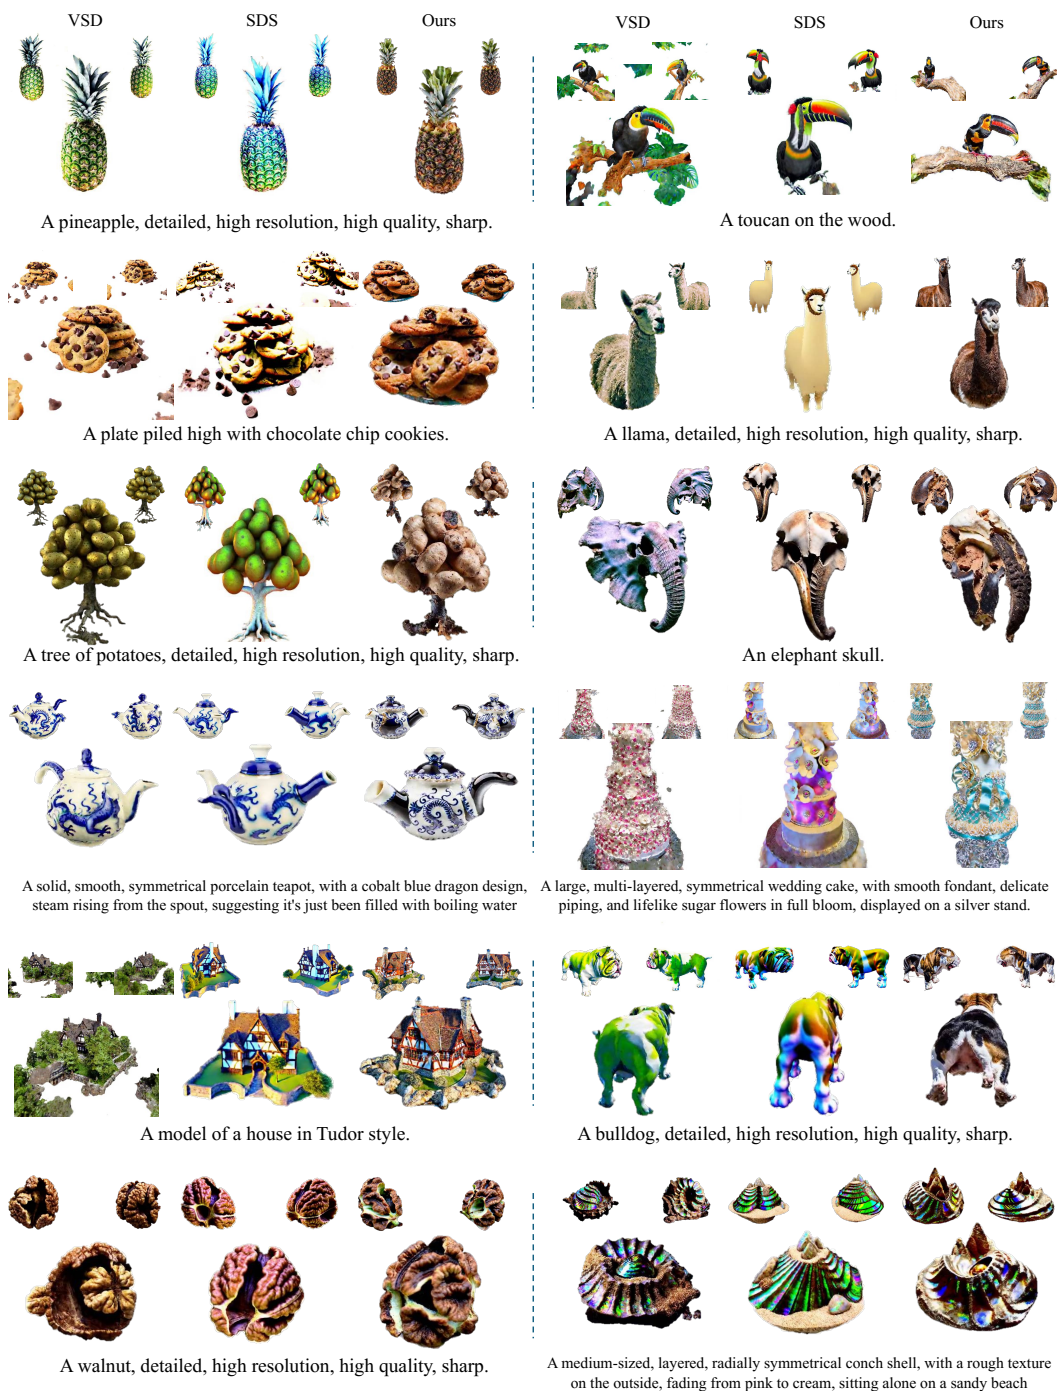 VSD SDS Ours VSD SDS Ours
A pineapple, detailed, high resolution, high quality, sharp.
A toucan on the wood.
A plate piled high with chocolate chip cookies.
A llama, detailed, high resolution, high quality, sharp.
A tree of potatoes, detailed, high resolution, high quality, sharp.
An elephant skull.
A solid, smooth, symmetrical porcelain teapot, with a cobalt blue dragon design,
steam rising from the spout, suggesting it's just been filled with boiling water
A large, multi-layered, symmetrical wedding cake, with smooth fondant, delicate
piping, and lifelike sugar flowers in full bloom, displayed on a silver stand.
A model of a house in Tudor style.
A bulldog, detailed, high resolution, high quality, sharp.
A walnut, detailed, high resolution, high quality, sharp.
A medium-sized, layered, radially symmetrical conch shell, with a rough texture
on the outside, fading from pink to cream, sitting alone on a sandy beach